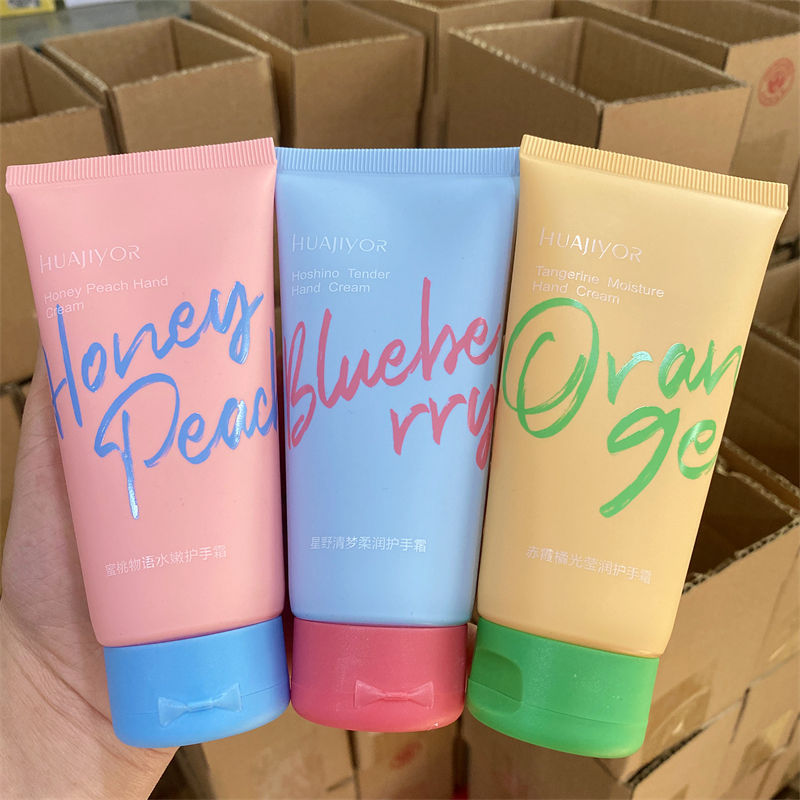 HUAJIYOR
Honey Peach Hand
Cream
Honey
Peach
蜜桃物语水嫩护手霜
HUAJIYOR
Hoshino Tender
Hand Cream
Bluebe
rry
星野清梦柔润护手霜
HUAJIYOR
Tangerine Moisture
Hand Cream
Oran
ge
赤霞橘光莹润护手霜